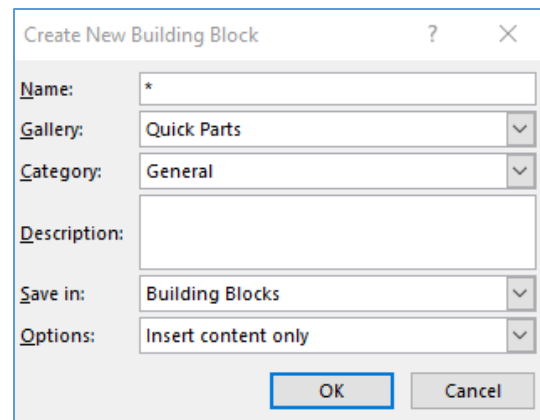 Create New Building Block ? ×
Name: *
Gallery: Quick Parts
Category: General
Description:
Save in: Building Blocks
Options: Insert content only
OK Cancel